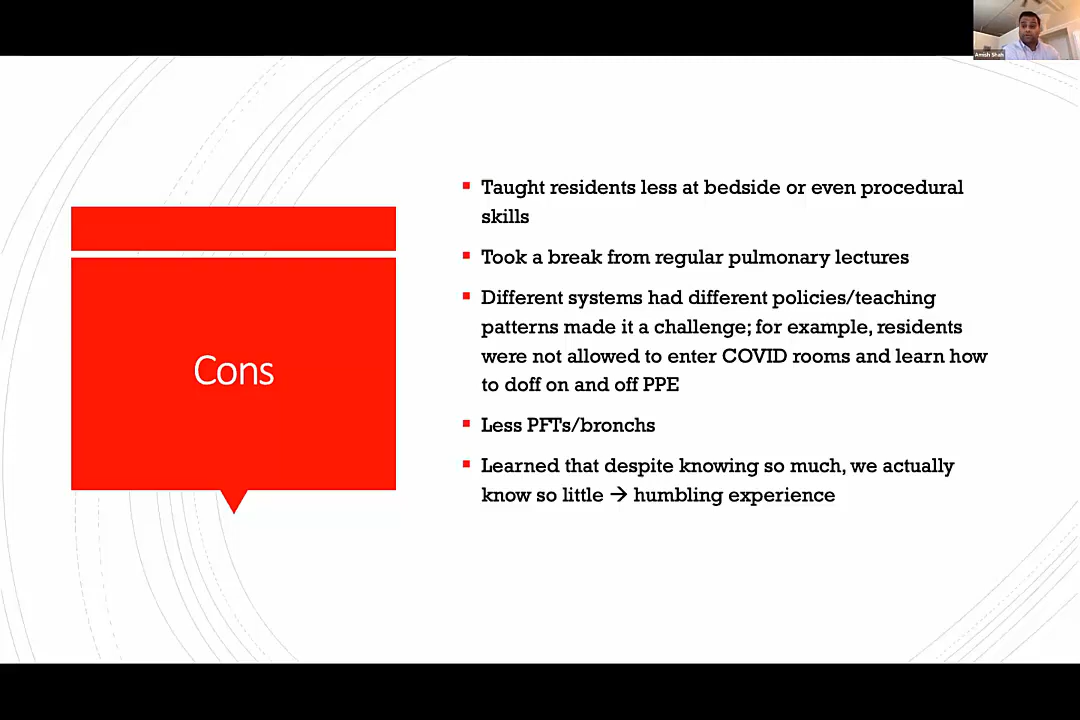 Amish Shah
Taught residents less at bedside or even procedural
skills
Took a break from regular pulmonary lectures
Different systems had different policies/teaching
patterns made it a challenge; for example, residents
were not allowed to enter COVID rooms and learn how
to doff on and off PPE
Cons
Less PFTs/bronchs
Learned that despite knowing so much, we actually
know so little → humbling experience